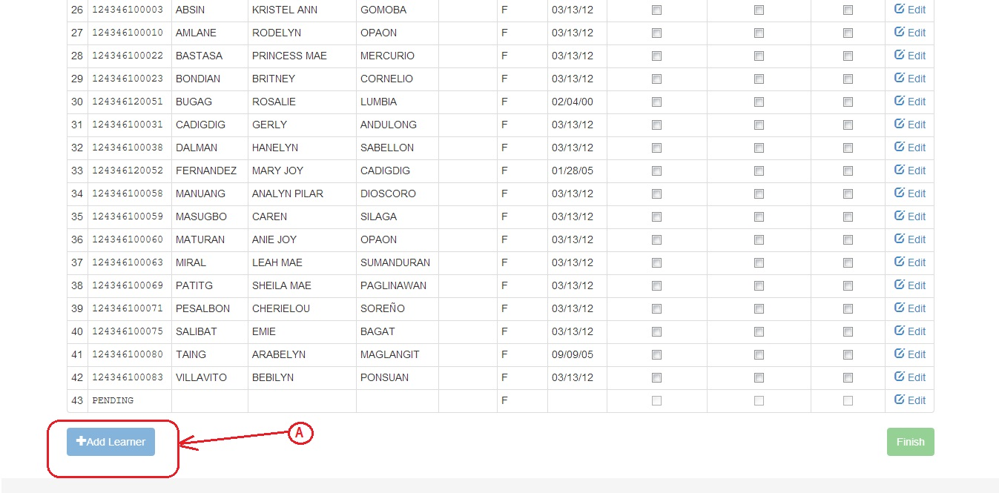 26 124346100003 ABSIN KRISTEL ANN GOMOBA F 03/13/12 Edit
27 124346100010 AMLANE RODELYN OPAON F 03/13/12 Edit
28 124346100022 BASTASA PRINCESS MAE MERCURIO F 03/13/12 Edit
29 124346100023 BONDIAN BRITNEY CORNELIO F 03/13/12 Edit
30 124346120051 BUGAG ROSALIE LUMBIA F 02/04/00 Edit
31 124346100031 CADIGDIG GERLY ANDULONG F 03/13/12 Edit
32 124346100038 DALMAN HANELYN SABELLON F 03/13/12 Edit
33 124346120052 FERNANDEZ MARY JOY CADIGDIG F 01/28/05 Edit
34 124346100058 MANUANG ANALYN PILAR DIOSCORO F 03/13/12 Edit
35 124346100059 MASUGBO CAREN SILAGA F 03/13/12 Edit
36 124346100060 MATURAN ANIE JOY OPAON F 03/13/12 Edit
37 124346100063 MIRAL LEAH MAE SUMANDURAN F 03/13/12 Edit
38 124346100069 PATITG SHEILA MAE PAGLINAWAN F 03/13/12 Edit
39 124346100071 PESALBON CHERIELOU SOREÑO F 03/13/12 Edit
40 124346100075 SALIBAT EMIE BAGAT F 03/13/12 Edit
41 124346100080 TAING ARABELYN MAGLANGIT F 09/09/05 Edit
42 124346100083 VILLAVITO BEBILYN PONSUAN F 03/13/12 Edit
43 PENDING F Edit
+Add Learner A Finish